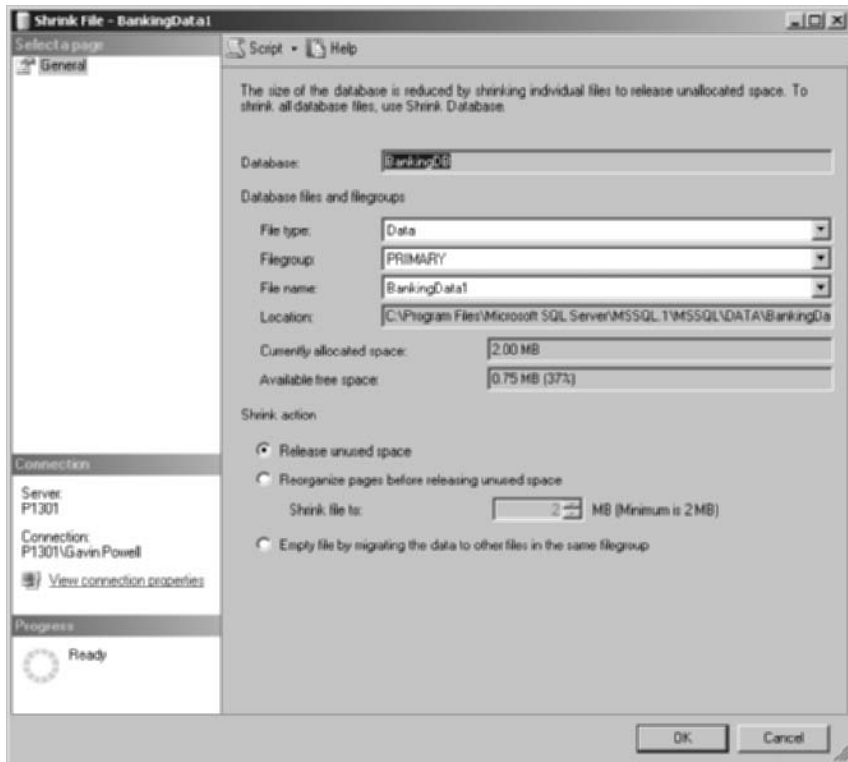 Shrink File - BankingData1
Select a page
General
Script
Help
The size of the database is reduced by shrinking individual files to release unallocated space. To
shrink all database files, use Shrink Database.
Database:
BankingDB
Database files and filegroups
File type:
Data
Filegroup:
PRIMARY
File name:
BankingData1
Location:
C:\Program Files\Microsoft SQL Server\MSSQL.1\MSSQL\DATA\BankingDa
Currently allocated space:
2.00 MB
Available free space:
0.75 MB (37%)
Shrink action
Release unused space
Reorganize pages before releasing unused space
Shrink file to:
2
MB (Minimum is 2 MB)
Empty file by migrating the data to other files in the same filegroup
Connection
Server:
P1301
Connection:
P1301\Gavin Powell
View connection properties
Progress
Ready
OK
Cancel